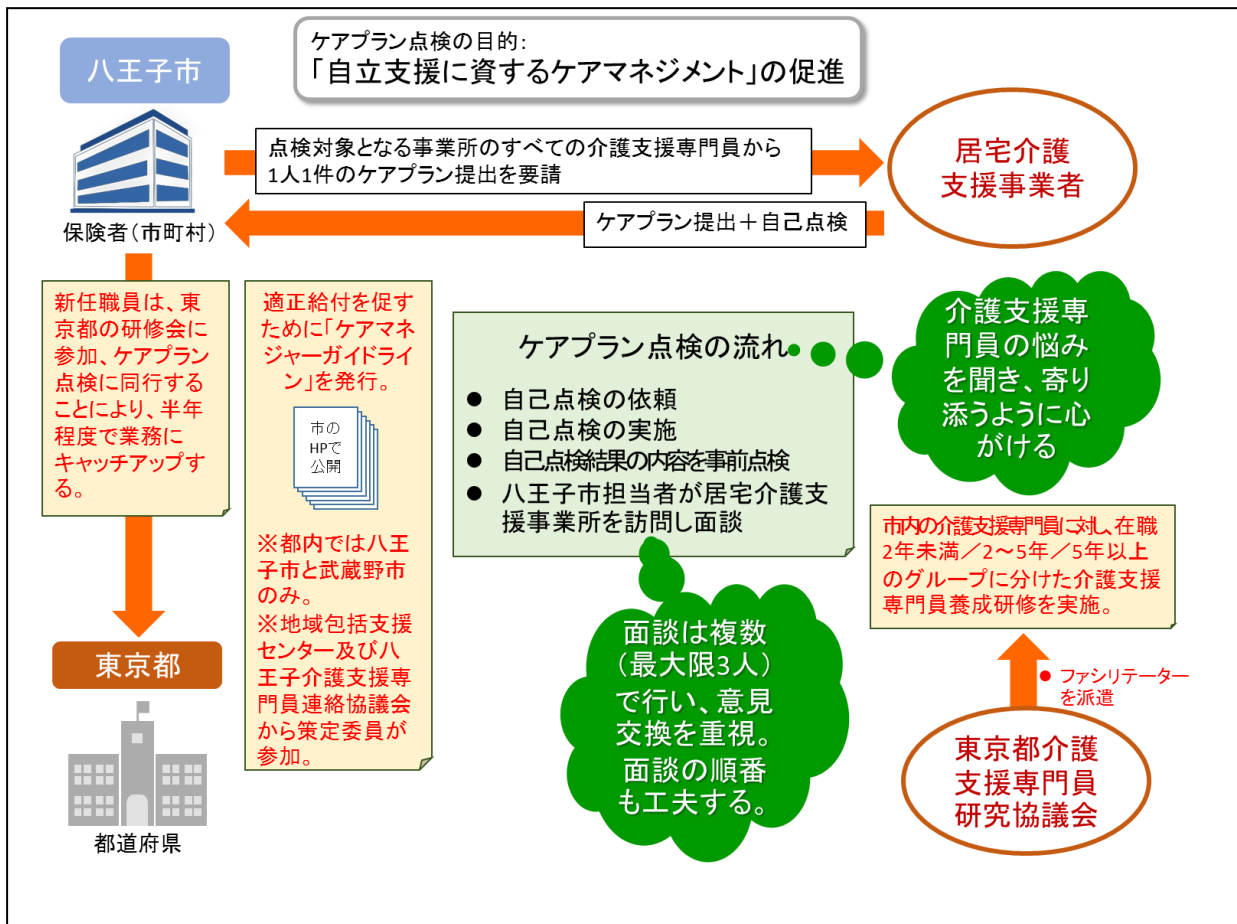 八王子市
ケアプラン点検の目的:
「自立支援に資するケアマネジメント」の促進
点検対象となる事業所のすべての介護支援専門員から
1人1件のケアプラン提出を要請
居宅介護
支援事業者
ケアプラン提出＋自己点検
保険者（市町村）
新任職員は、東
京都の研修会に
参加、ケアプラン
点検に同行する
ことにより、半年
程度で業務に
キャッチアップす
る。
適正給付を促す
ために「ケアマネ
ジャーガイドライ
ン」を発行。
市の
HPで
公開
※都内では八王
子市と武蔵野市
のみ。
※地域包括支援
センター及び八
王子介護支援専
門員連絡協議会
から策定委員が
参加。
ケアプラン点検の流れ
● 自己点検の依頼
● 自己点検の実施
● 自己点検結果の内容を事前点検
● 八王子市担当者が居宅介護支
援事業所を訪問し面談
介護支援専
門員の悩み
を聞き、寄り
添うように心
がける
面談は複数
（最大限3人）
で行い、意見
交換を重視。
面談の順番
も工夫する。
市内の介護支援専門員に対し、在職
2年未満／2～5年／5年以上
のグループに分けた介護支援
専門員養成研修を実施。
● ファシリテーター
を派遣
東京都介護
支援専門員
研究協議会
東京都
都道府県